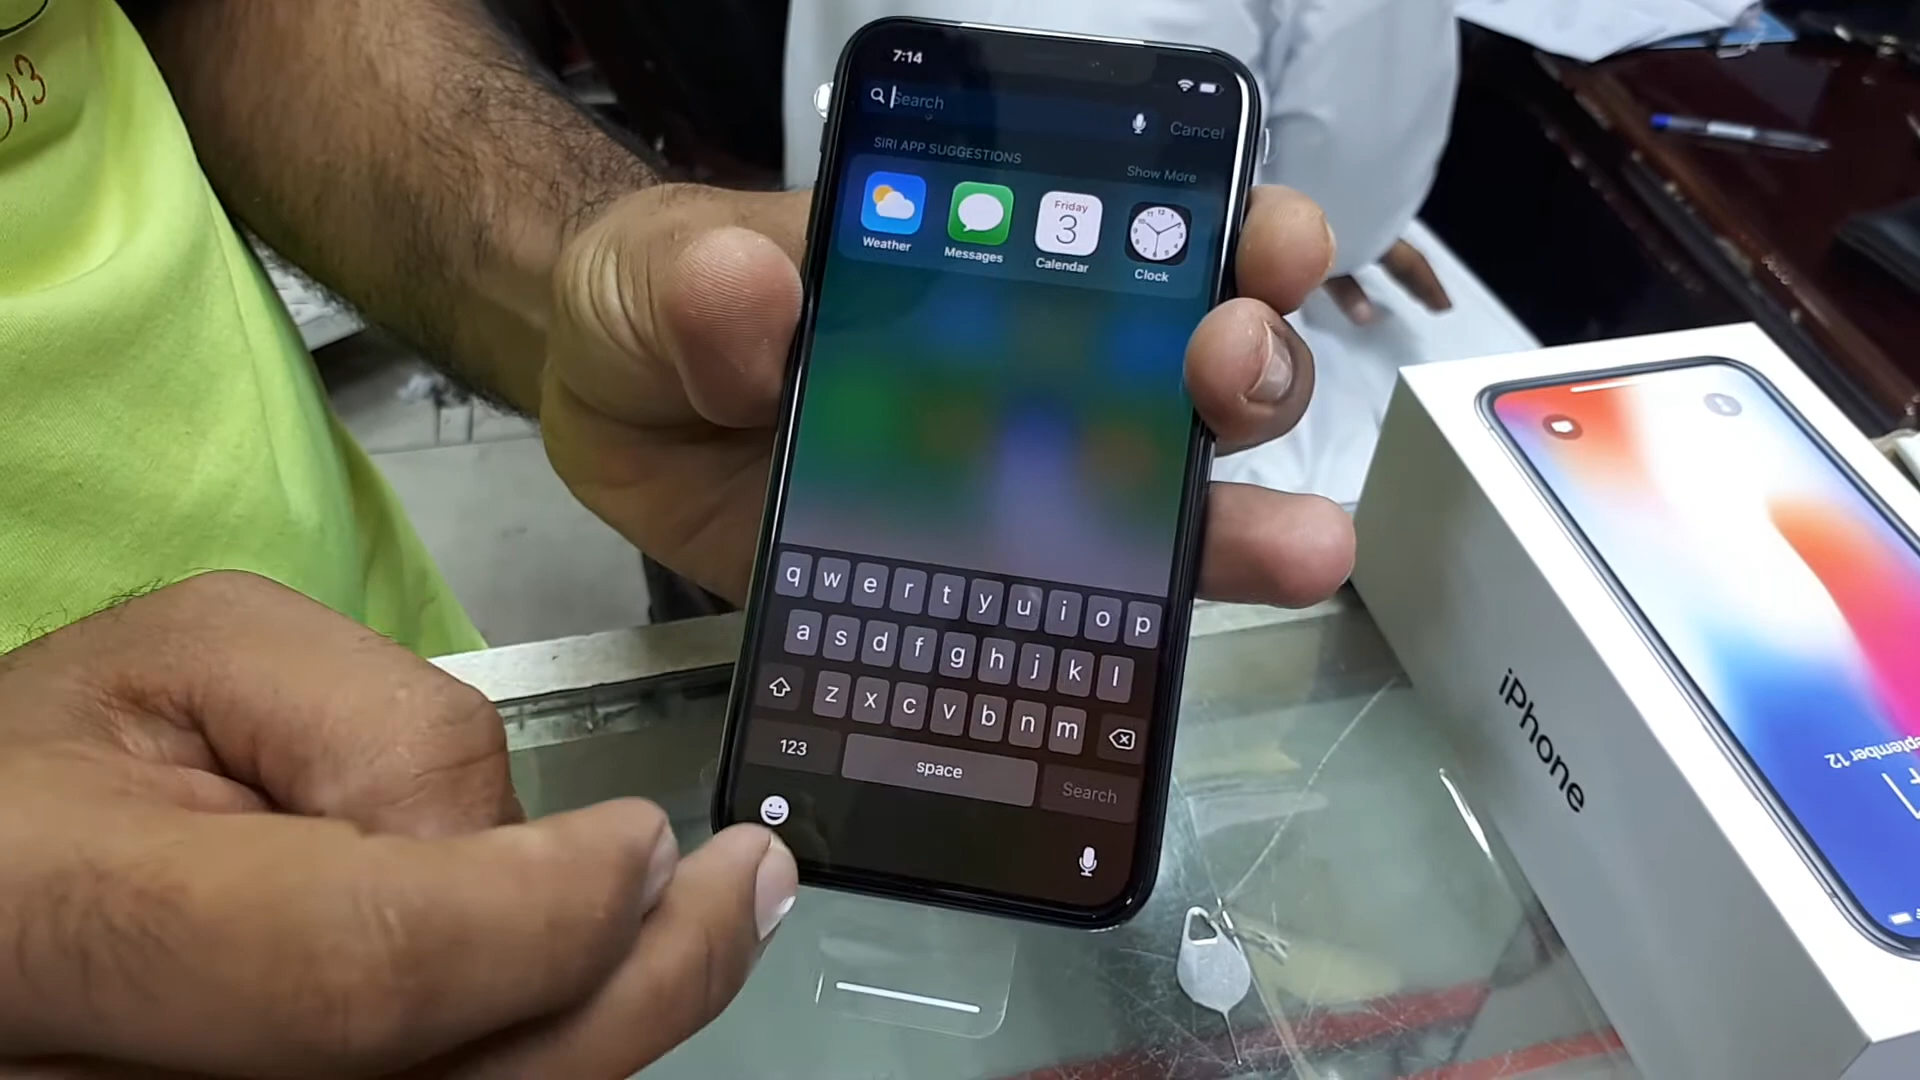 013
7:14
Search
Cancel
SIRI APP SUGGESTIONS
Show More
Friday
3
Weather
Messages
Calendar
Clock
q w e r t y u i o p
a s d f g h j k l
z x c v b n m
123
space
Search
iPhone
eptember 12